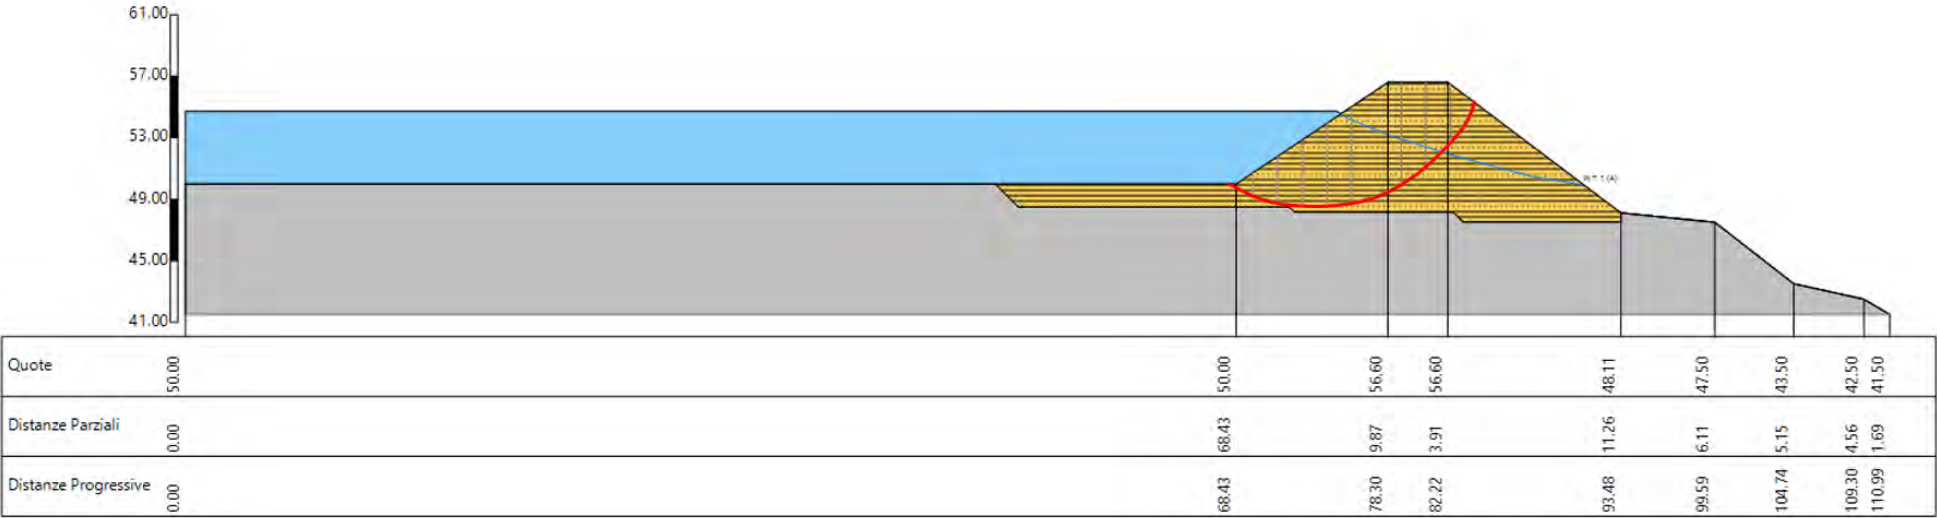 61.00
57.00
53.00
49.00
45.00
41.00
W.T. 1 (A)
Quote 50.00 50.00 56.60 56.60 48.11 47.50 43.50 42.50 41.50
Distanze Parziali 0.00 68.43 9.87 3.91 11.26 6.11 5.15 4.56 1.69
Distanze Progressive 0.00 68.43 78.30 82.22 93.48 99.59 104.74 109.30 110.99